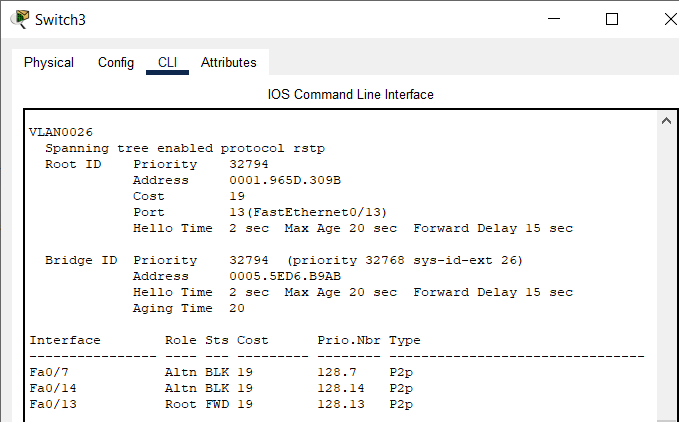 Switch3
Physical Config CLI Attributes
IOS Command Line Interface
VLAN0026
Spanning tree enabled protocol rstp
Root ID Priority 32794
Address 0001.965D.309B
Cost 19
Port 13(FastEthernet0/13)
Hello Time 2 sec Max Age 20 sec Forward Delay 15 sec
Bridge ID Priority 32794 (priority 32768 sys-id-ext 26)
Address 0005.5ED6.B9AB
Hello Time 2 sec Max Age 20 sec Forward Delay 15 sec
Aging Time 20
Interface Role Sts Cost Prio.Nbr Type
---------------- ---- --- --------- -------- --------------------------------
Fa0/7 Altn BLK 19 128.7 P2p
Fa0/14 Altn BLK 19 128.14 P2p
Fa0/13 Root FWD 19 128.13 P2p